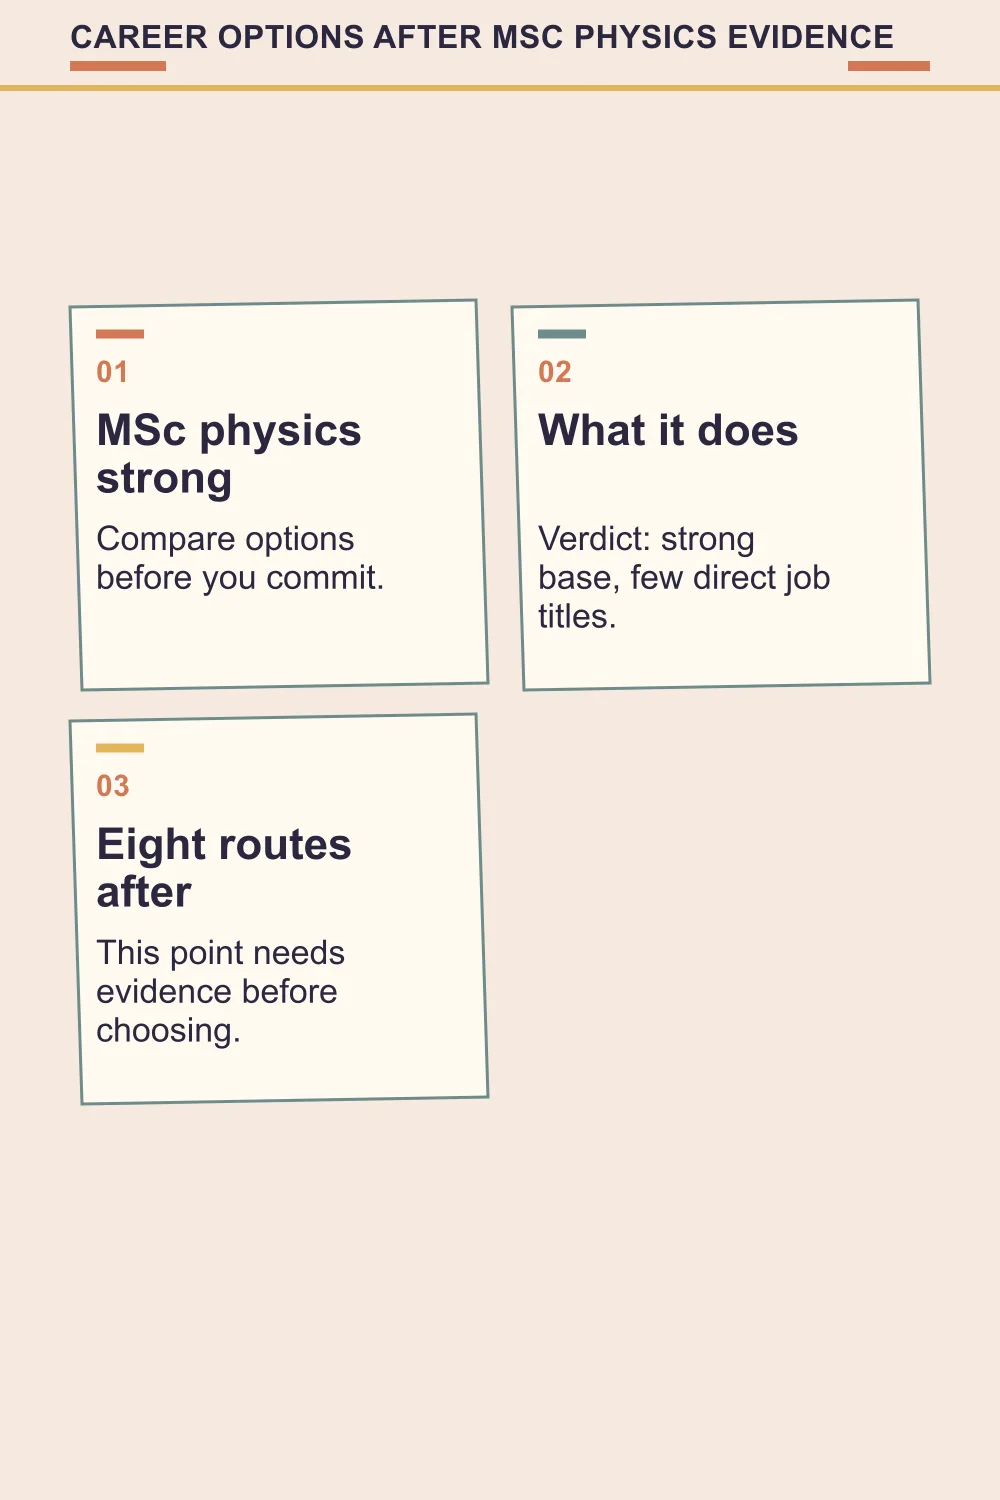 CAREER OPTIONS AFTER MSC PHYSICS EVIDENCE
01
MSc physics
strong
Compare options
before you commit.
02
What it does
Verdict: strong
base, few direct job
titles.
03
Eight routes
after
This point needs
evidence before
choosing.